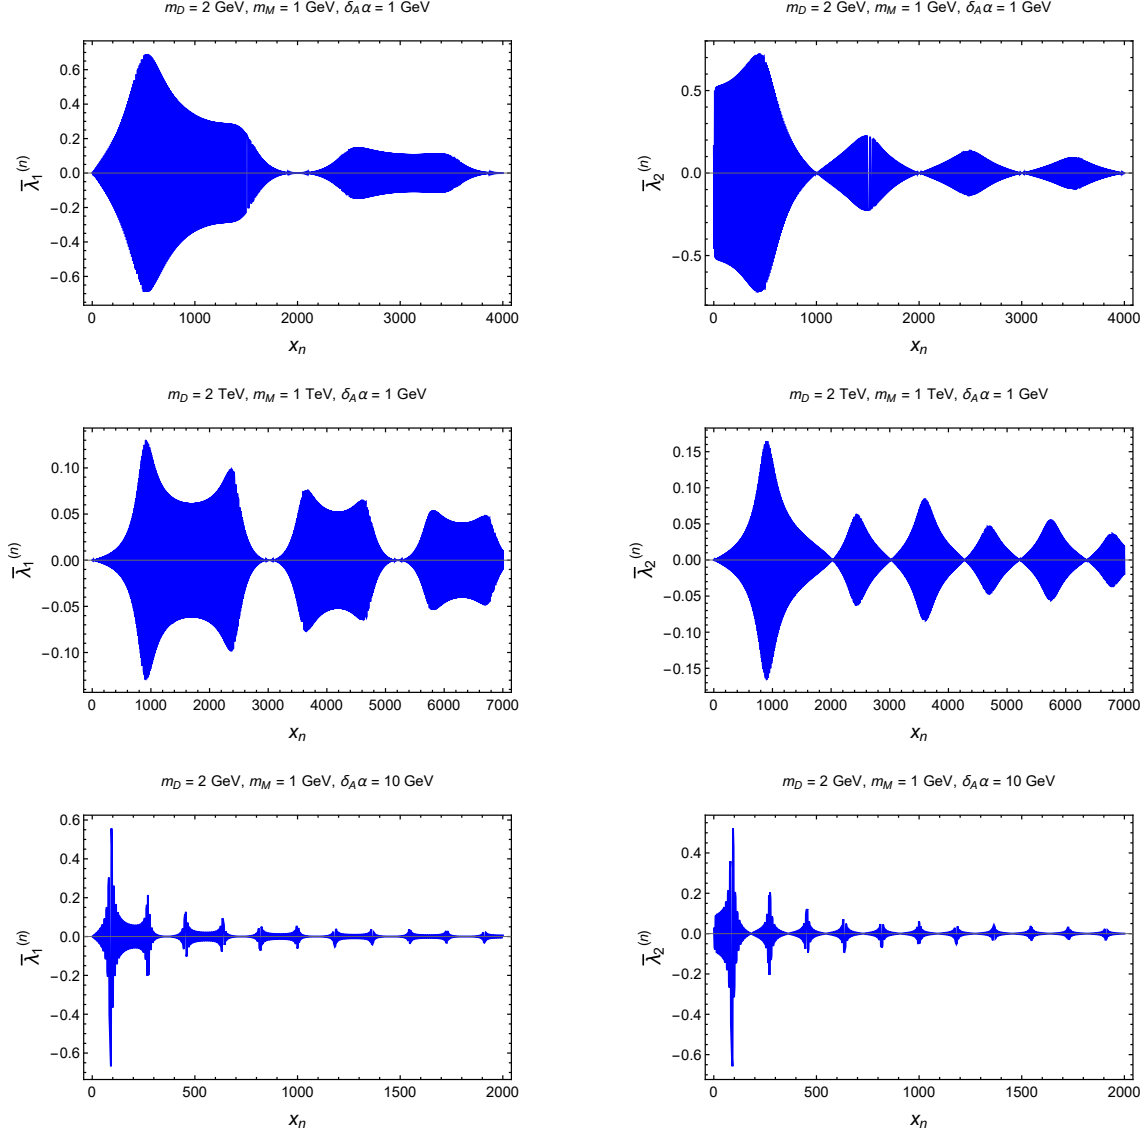 m_D = 2 GeV, m_M = 1 GeV, δ_A α = 1 GeV
0.6
0.4
0.2
0.0
−0.2
−0.4
−0.6
λ̄_1^(n)
0 1000 2000 3000 4000
x_n
m_D = 2 GeV, m_M = 1 GeV, δ_A α = 1 GeV
0.5
0.0
−0.5
λ̄_2^(n)
0 1000 2000 3000 4000
x_n
m_D = 2 TeV, m_M = 1 TeV, δ_A α = 1 GeV
0.10
0.05
0.00
−0.05
−0.10
λ̄_1^(n)
0 1000 2000 3000 4000 5000 6000 7000
x_n
m_D = 2 TeV, m_M = 1 TeV, δ_A α = 1 GeV
0.15
0.10
0.05
0.00
−0.05
−0.10
−0.15
λ̄_2^(n)
0 1000 2000 3000 4000 5000 6000 7000
x_n
m_D = 2 GeV, m_M = 1 GeV, δ_A α = 10 GeV
0.6
0.4
0.2
0.0
−0.2
−0.4
−0.6
λ̄_1^(n)
0 500 1000 1500 2000
x_n
m_D = 2 GeV, m_M = 1 GeV, δ_A α = 10 GeV
0.4
0.2
0.0
−0.2
−0.4
−0.6
λ̄_2^(n)
0 500 1000 1500 2000
x_n